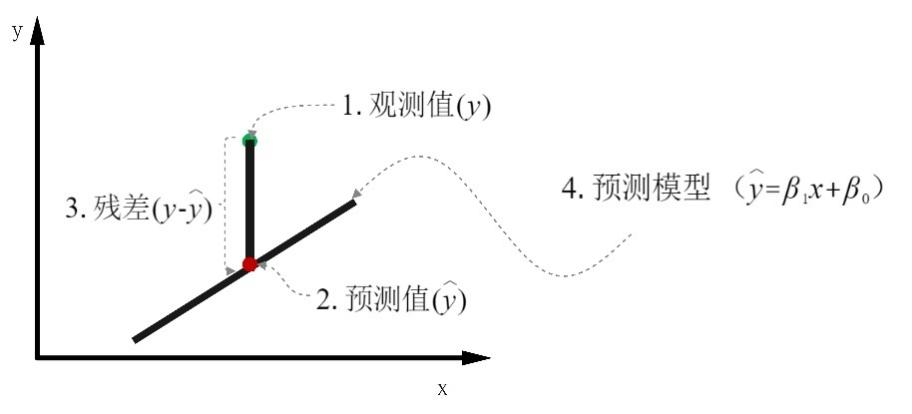 y
1. 观测值(y)
3. 残差(y-ŷ)
4. 预测模型 （ŷ=β₁x+β₀）
2. 预测值(ŷ)
x